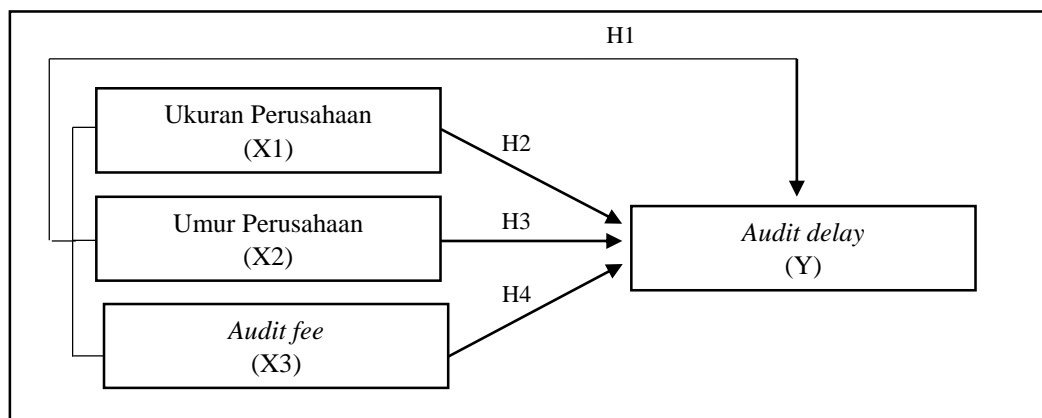 H1
Ukuran Perusahaan
(X1)
H2
Umur Perusahaan
(X2)
H3
Audit delay
(Y)
H4
Audit fee
(X3)